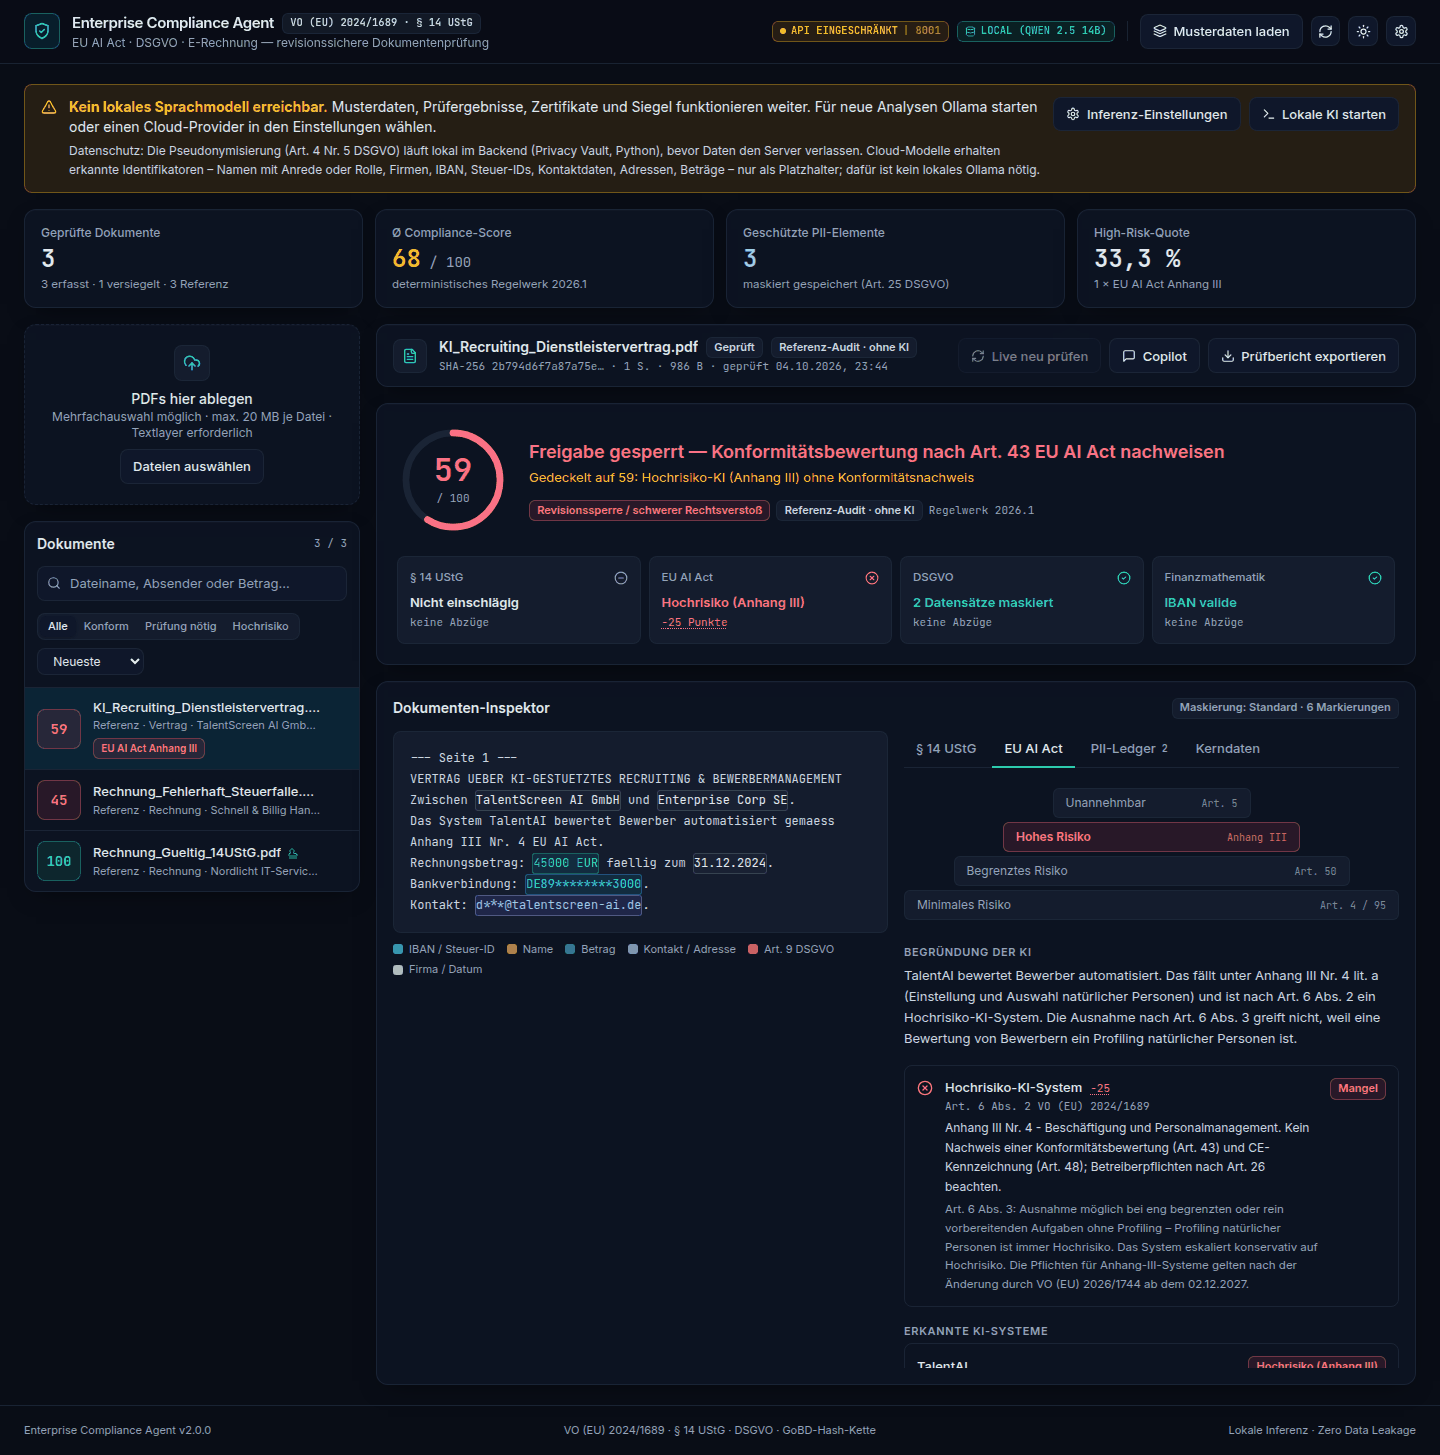 Enterprise Compliance Agent VO (EU) 2024/1689 · § 14 UStG
EU AI Act · DSGVO · E-Rechnung — revisionssichere Dokumentenprüfung
API EINGESCHRÄNKT | 8001
LOCAL (QWEN 2.5 14B)
Musterdaten laden
Kein lokales Sprachmodell erreichbar. Musterdaten, Prüfergebnisse, Zertifikate und Siegel funktionieren weiter. Für neue Analysen Ollama starten
oder einen Cloud-Provider in den Einstellungen wählen.
Datenschutz: Die Pseudonymisierung (Art. 4 Nr. 5 DSGVO) läuft lokal im Backend (Privacy Vault, Python), bevor Daten den Server verlassen. Cloud-Modelle erhalten
erkannte Identifikatoren – Namen mit Anrede oder Rolle, Firmen, IBAN, Steuer-IDs, Kontaktdaten, Adressen, Beträge – nur als Platzhalter; dafür ist kein lokales Ollama nötig.
Inferenz-Einstellungen
Lokale KI starten
Geprüfte Dokumente
3
3 erfasst · 1 versiegelt · 3 Referenz
Ø Compliance-Score
68 / 100
deterministisches Regelwerk 2026.1
Geschützte PII-Elemente
3
maskiert gespeichert (Art. 25 DSGVO)
High-Risk-Quote
33,3 %
1 × EU AI Act Anhang III
PDFs hier ablegen
Mehrfachauswahl möglich · max. 20 MB je Datei ·
Textlayer erforderlich
Dateien auswählen
Dokumente 3 / 3
Dateiname, Absender oder Betrag...
Alle Konform Prüfung nötig Hochrisiko
Neueste
59
KI_Recruiting_Dienstleistervertrag....
Referenz · Vertrag · TalentScreen AI Gmb...
EU AI Act Anhang III
45
Rechnung_Fehlerhaft_Steuerfalle....
Referenz · Rechnung · Schnell & Billig Han...
100
Rechnung_Gueltig_14UStG.pdf
Referenz · Rechnung · Nordlicht IT-Servic...
KI_Recruiting_Dienstleistervertrag.pdf Geprüft Referenz-Audit · ohne KI
SHA-256 2b794d6f7a87a75e… · 1 S. · 986 B · geprüft 04.10.2026, 23:44
Live neu prüfen
Copilot
Prüfbericht exportieren
59
/ 100
Freigabe gesperrt — Konformitätsbewertung nach Art. 43 EU AI Act nachweisen
Gedeckelt auf 59: Hochrisiko-KI (Anhang III) ohne Konformitätsnachweis
Revisionssperre / schwerer Rechtsverstoß Referenz-Audit · ohne KI Regelwerk 2026.1
§ 14 UStG
Nicht einschlägig
keine Abzüge
EU AI Act
Hochrisiko (Anhang III)
-25 Punkte
DSGVO
2 Datensätze maskiert
keine Abzüge
Finanzmathematik
IBAN valide
keine Abzüge
Dokumenten-Inspektor
Maskierung: Standard · 6 Markierungen
--- Seite 1 ---
VERTRAG UEBER KI-GESTUETZTES RECRUITING & BEWERBERMANAGEMENT
Zwischen TalentScreen AI GmbH und Enterprise Corp SE.
Das System TalentAI bewertet Bewerber automatisiert gemaess
Anhang III Nr. 4 EU AI Act.
Rechnungsbetrag: 45000 EUR faellig zum 31.12.2024.
Bankverbindung: DE89********3000.
Kontakt: d***@talentscreen-ai.de.
IBAN / Steuer-ID Name Betrag Kontakt / Adresse Art. 9 DSGVO
Firma / Datum
§ 14 UStG EU AI Act PII-Ledger 2 Kerndaten
Unannehmbar Art. 5
Hohes Risiko Anhang III
Begrenztes Risiko Art. 50
Minimales Risiko Art. 4 / 95
BEGRÜNDUNG DER KI
TalentAI bewertet Bewerber automatisiert. Das fällt unter Anhang III Nr. 4 lit. a
(Einstellung und Auswahl natürlicher Personen) und ist nach Art. 6 Abs. 2 ein
Hochrisiko-KI-System. Die Ausnahme nach Art. 6 Abs. 3 greift nicht, weil eine
Bewertung von Bewerbern ein Profiling natürlicher Personen ist.
Hochrisiko-KI-System -25 Mangel
Art. 6 Abs. 2 VO (EU) 2024/1689
Anhang III Nr. 4 - Beschäftigung und Personalmanagement. Kein
Nachweis einer Konformitätsbewertung (Art. 43) und CE-
Kennzeichnung (Art. 48); Betreiberpflichten nach Art. 26
beachten.
Art. 6 Abs. 3: Ausnahme möglich bei eng begrenzten oder rein
vorbereitenden Aufgaben ohne Profiling – Profiling natürlicher
Personen ist immer Hochrisiko. Das System eskaliert konservativ auf
Hochrisiko. Die Pflichten für Anhang-III-Systeme gelten nach der
Änderung durch VO (EU) 2026/1744 ab dem 02.12.2027.
ERKANNTE KI-SYSTEME
TalentAI Hochrisiko (Anhang III)
Enterprise Compliance Agent v2.0.0
VO (EU) 2024/1689 · § 14 UStG · DSGVO · GoBD-Hash-Kette
Lokale Inferenz · Zero Data Leakage